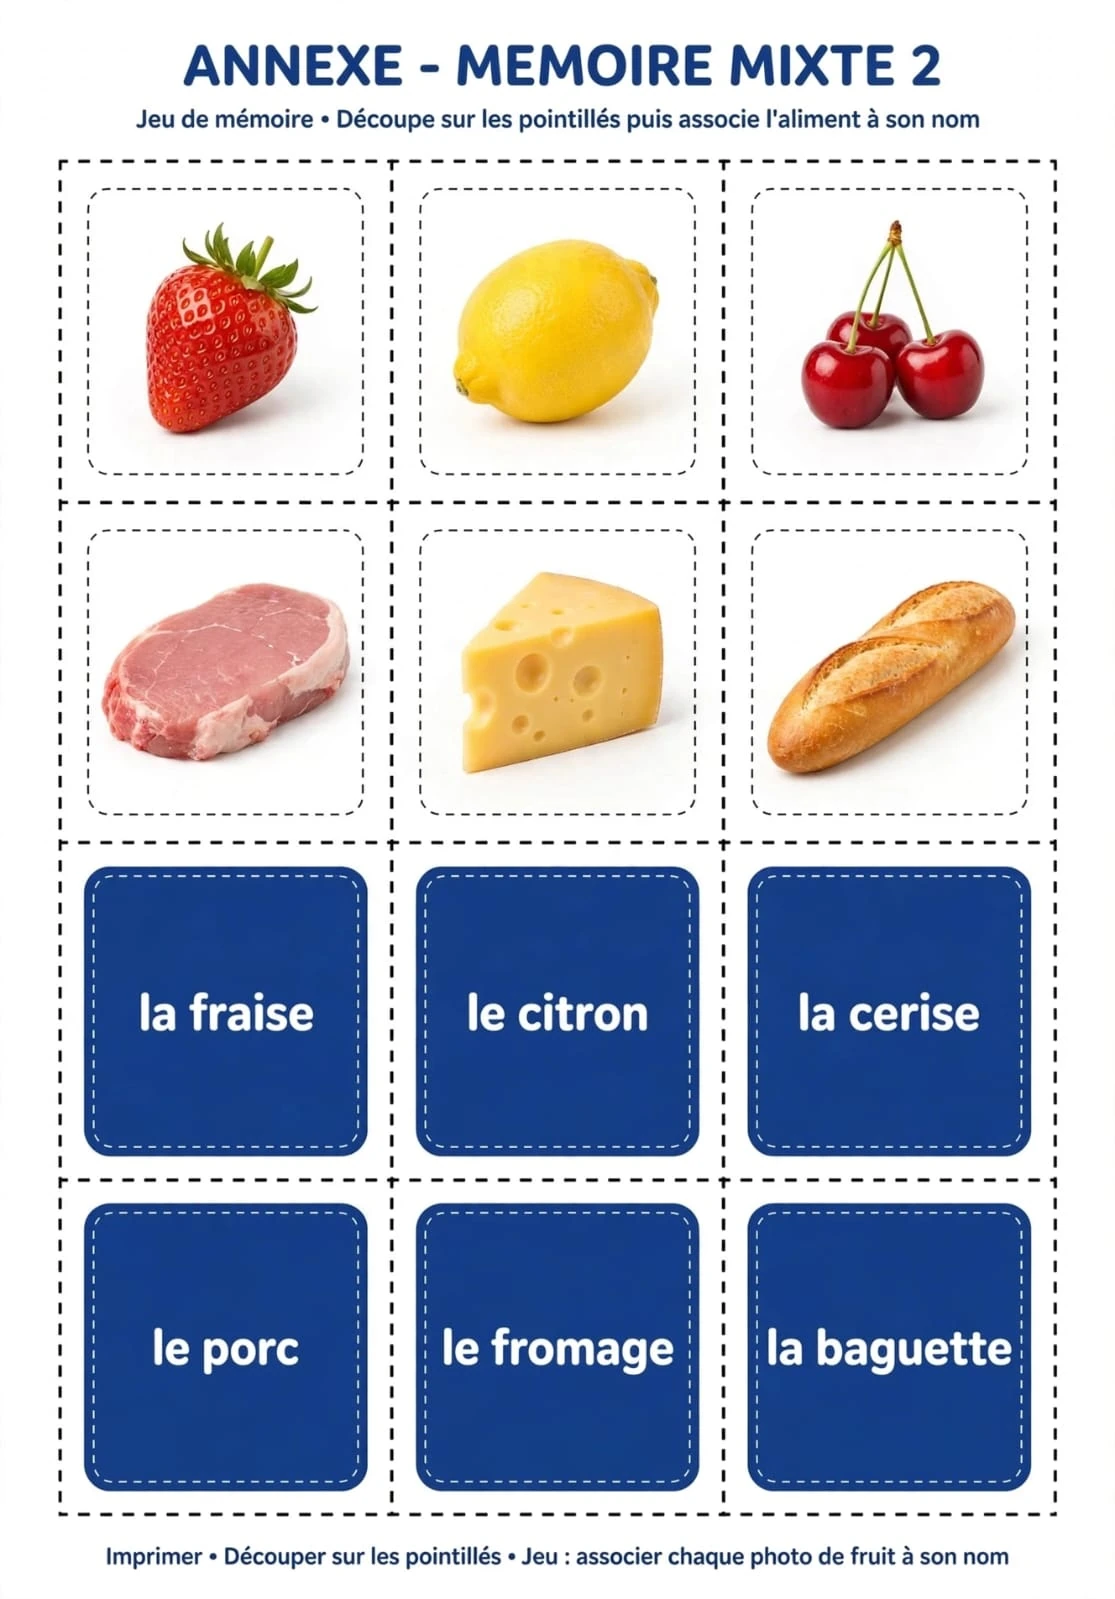 ANNEXE - MEMOIRE MIXTE 2
Jeu de mémoire • Découpe sur les pointillés puis associe l'aliment à son nom
la fraise
le citron
la cerise
le porc
le fromage
la baguette
Imprimer • Découper sur les pointillés • Jeu : associer chaque photo de fruit à son nom